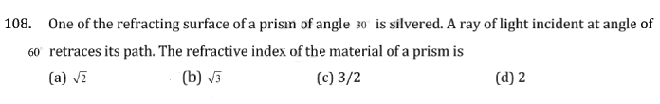 108. One of the refracting surface of a prism of angle 30° is silvered. A ray of light incident at angle of
60° retraces its path. The refractive index of the material of a prism is
(a) √2 (b) √3 (c) 3/2 (d) 2